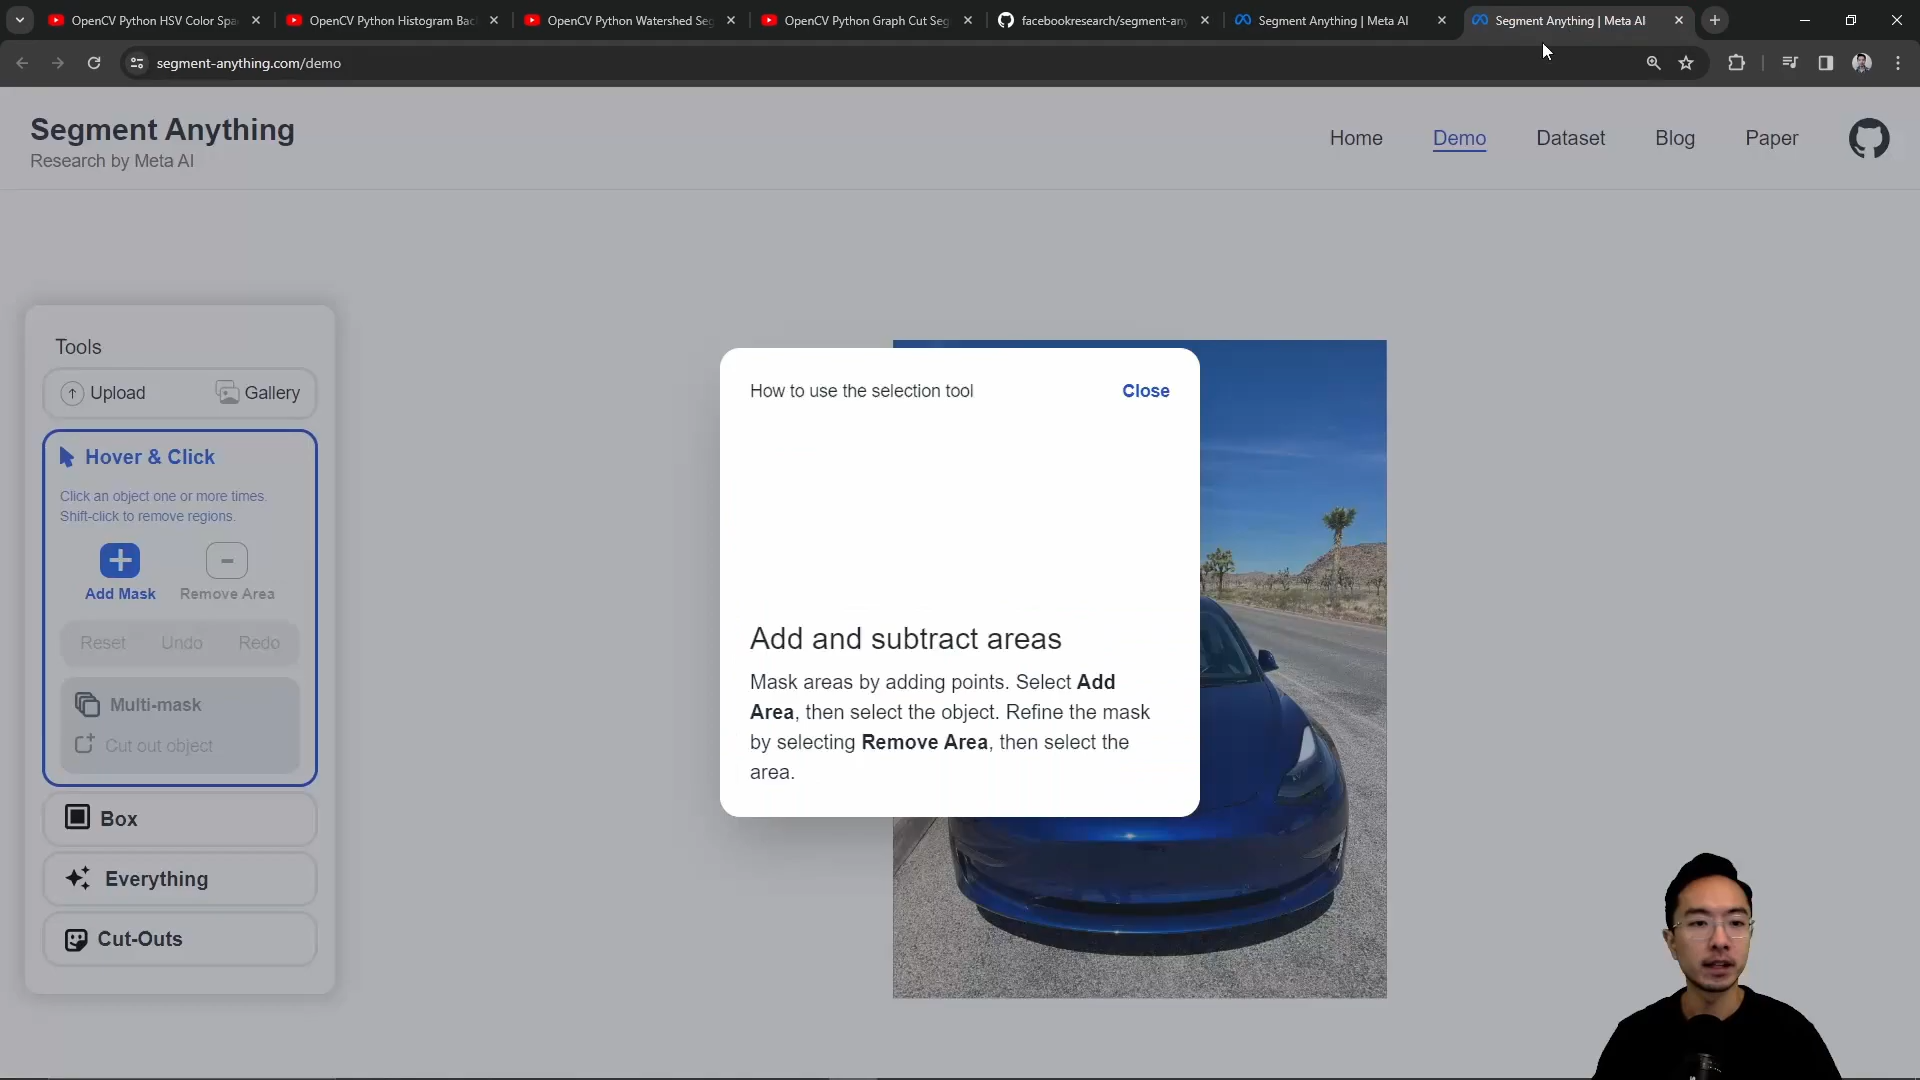 OpenCV Python HSV Color Spa
OpenCV Python Histogram Bac
OpenCV Python Watershed Seg
OpenCV Python Graph Cut Seg
facebookresearch/segment-any
Segment Anything | Meta AI
Segment Anything | Meta AI
segment-anything.com/demo
Segment Anything
Research by Meta AI
Home
Demo
Dataset
Blog
Paper
Tools
Upload
Gallery
Hover & Click
Click an object one or more times.
Shift-click to remove regions.
Add Mask
Remove Area
Reset
Undo
Redo
Multi-mask
Cut out object
Box
Everything
Cut-Outs
How to use the selection tool
Close
Add and subtract areas
Mask areas by adding points. Select Add
Area, then select the object. Refine the mask
by selecting Remove Area, then select the
area.